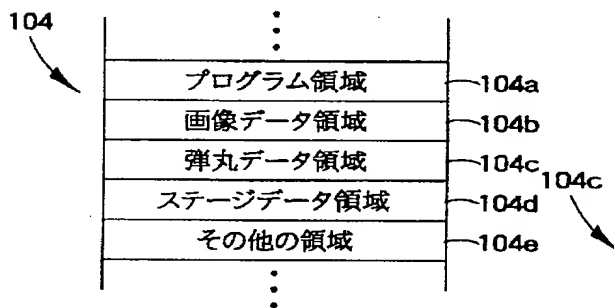 104
プログラム領域 104a
画像データ領域 104b
弾丸データ領域 104c
ステージデータ領域 104d
その他の領域 104e
104c